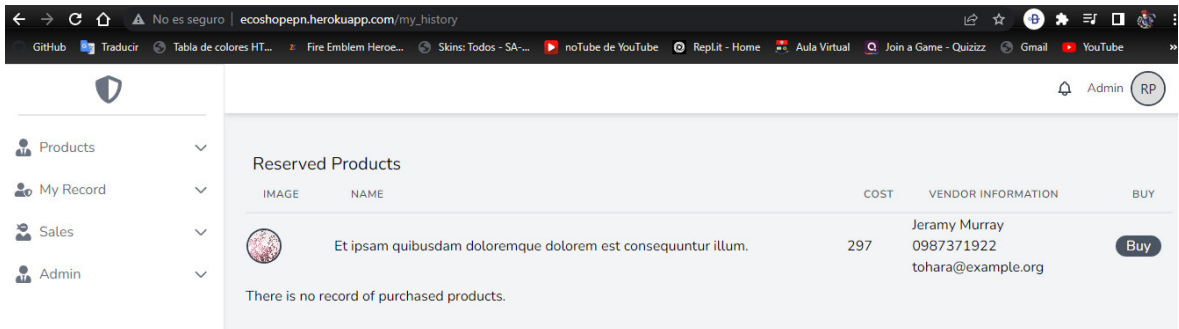 No es seguro | ecoshopepn.herokuapp.com/my_history
GitHub Traducir Tabla de colores HT... Fire Emblem Heroe... Skins: Todos - SA-... noTube de YouTube Repl.it - Home Aula Virtual Join a Game - Quizizz Gmail YouTube »
Admin RP
Products
My Record
Sales
Admin
Reserved Products
IMAGE NAME COST VENDOR INFORMATION BUY
Et ipsam quibusdam doloremque dolorem est consequuntur illum. 297 Jeramy Murray
0987371922
tohara@example.org
Buy
There is no record of purchased products.